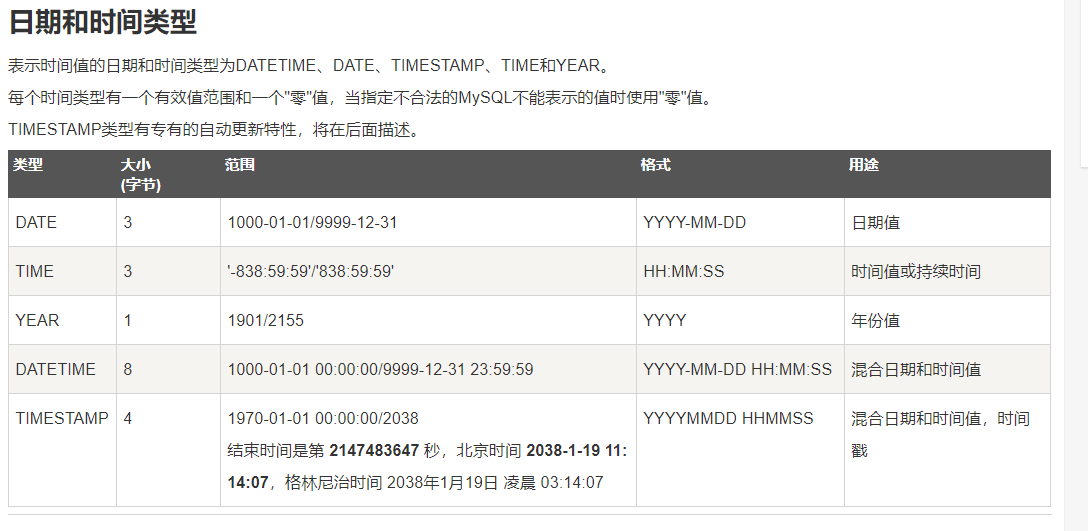 日期和时间类型
表示时间值的日期和时间类型为DATETIME、DATE、TIMESTAMP、TIME和YEAR。
每个时间类型有一个有效值范围和一个"零"值，当指定不合法的MySQL不能表示的值时使用"零"值。
TIMESTAMP类型有专有的自动更新特性，将在后面描述。
类型 大小 范围 格式 用途
(字节)
DATE 3 1000-01-01/9999-12-31 YYYY-MM-DD 日期值
TIME 3 '-838:59:59'/'838:59:59' HH:MM:SS 时间值或持续时间
YEAR 1 1901/2155 YYYY 年份值
DATETIME 8 1000-01-01 00:00:00/9999-12-31 23:59:59 YYYY-MM-DD HH:MM:SS 混合日期和时间值
TIMESTAMP 4 1970-01-01 00:00:00/2038 YYYYMMDD HHMMSS 混合日期和时间值，时间
结束时间是第 2147483647 秒，北京时间 2038-1-19 11: 戳
14:07，格林尼治时间 2038年1月19日 凌晨 03:14:07